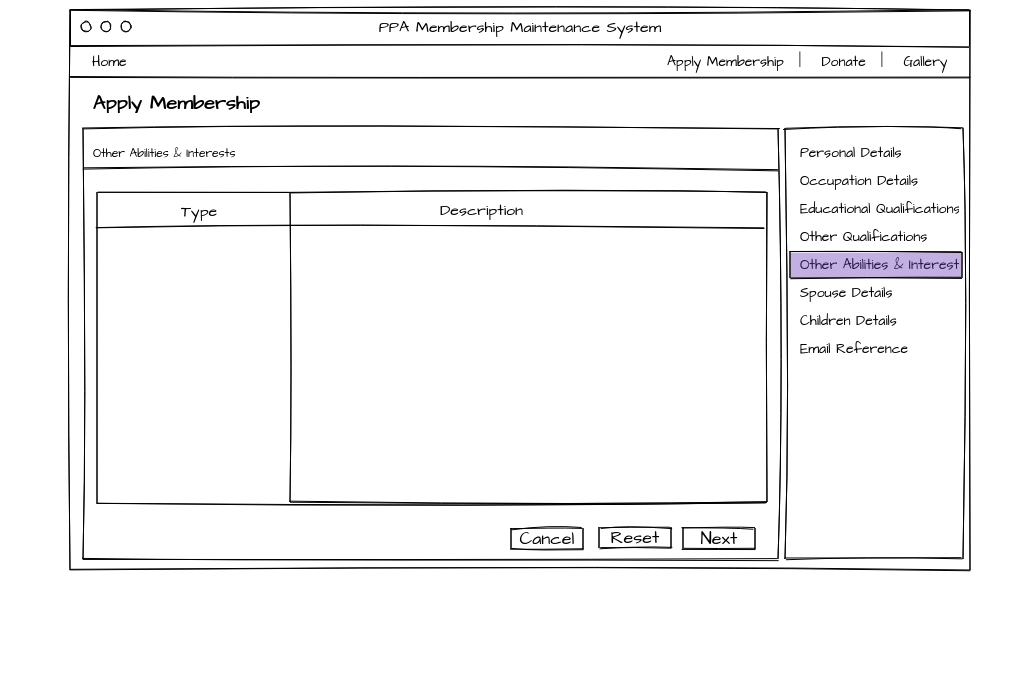 PPA Membership Maintenance System
Home
Apply Membership
Donate
Gallery
Apply Membership
Other Abilities & Interests
Type
Description
Cancel
Reset
Next
Personal Details
Occupation Details
Educational Qualifications
Other Qualifications
Other Abilities & Interest
Spouse Details
Children Details
Email Reference